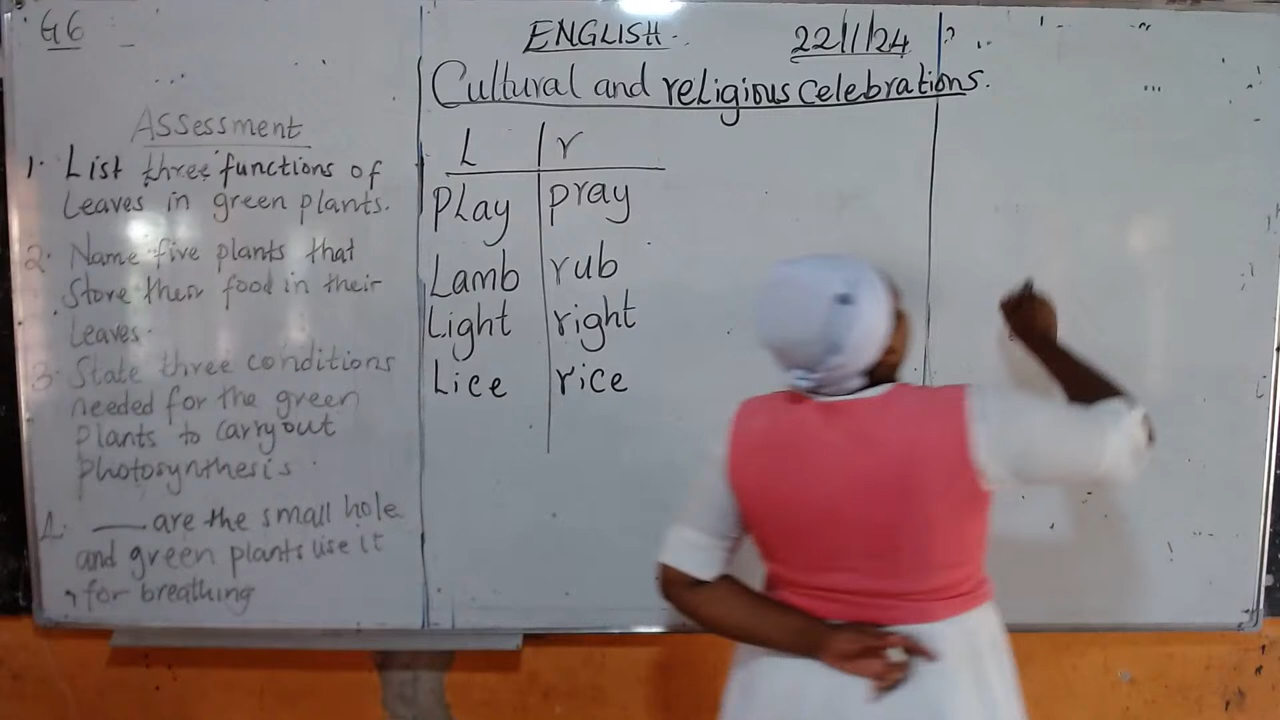 G6
Assessment
1. List three functions of
Leaves in green plants.
2. Name five plants that
Store their food in their
Leaves.
3. State three conditions
needed for the green
Plants to carry out
Photosynthesis.
4. ___ are the small hole
and green plants use it
for breathing
ENGLISH. 22/1/24
Cultural and religious celebrations.
L r
PLay pray
Lamb rub
Light right
Lice rice